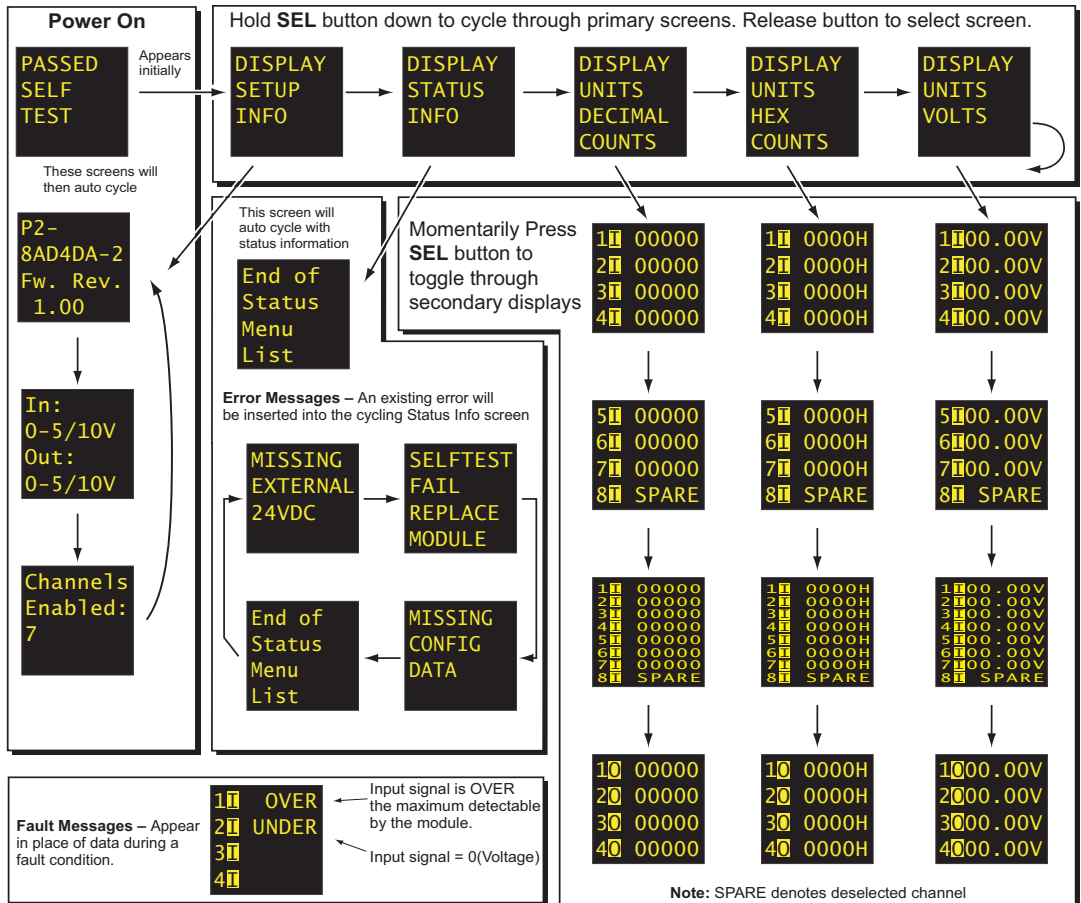 Power On
PASSED
SELF
TEST
Appears
initially
These screens will
then auto cycle
P2-
8AD4DA-2
Fw. Rev.
1.00
In:
0-5/10V
Out:
0-5/10V
Channels
Enabled:
7
Hold SEL button down to cycle through primary screens. Release button to select screen.
DISPLAY
SETUP
INFO
DISPLAY
STATUS
INFO
DISPLAY
UNITS
DECIMAL
COUNTS
DISPLAY
UNITS
HEX
COUNTS
DISPLAY
UNITS
VOLTS
This screen will
auto cycle with
status information
End of
Status
Menu
List
Error Messages – An existing error will
be inserted into the cycling Status Info screen
MISSING
EXTERNAL
24VDC
SELFTEST
FAIL
REPLACE
MODULE
End of
Status
Menu
List
MISSING
CONFIG
DATA
Momentarily Press
SEL button to
toggle through
secondary displays
1I 00000
2I 00000
3I 00000
4I 00000
1I 0000H
2I 0000H
3I 0000H
4I 0000H
1I00.00V
2I00.00V
3I00.00V
4I00.00V
5I 00000
6I 00000
7I 00000
8I SPARE
5I 0000H
6I 0000H
7I 0000H
8I SPARE
5I00.00V
6I00.00V
7I00.00V
8I SPARE
1I 00000
2I 00000
3I 00000
4I 00000
5I 00000
6I 00000
7I 00000
8I SPARE
1I 0000H
2I 0000H
3I 0000H
4I 0000H
5I 0000H
6I 0000H
7I 0000H
8I SPARE
1I00.00V
2I00.00V
3I00.00V
4I00.00V
5I00.00V
6I00.00V
7I00.00V
8I SPARE
1O 00000
2O 00000
3O 00000
4O 00000
1O 0000H
2O 0000H
3O 0000H
4O 0000H
1O00.00V
2O00.00V
3O00.00V
4O00.00V
Note: SPARE denotes deselected channel
Fault Messages – Appear
in place of data during a
fault condition.
1I OVER
2I UNDER
3I
4I
Input signal is OVER
the maximum detectable
by the module.
Input signal = 0(Voltage)